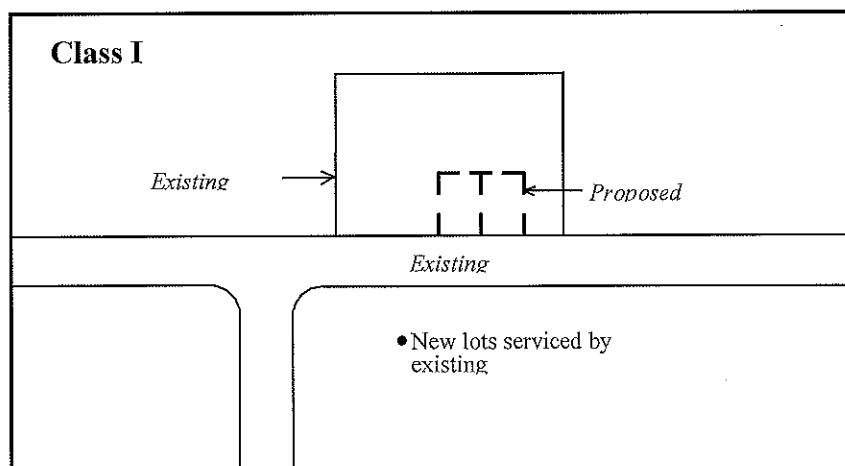 Class I
Existing
Proposed
Existing
● New lots serviced by
existing